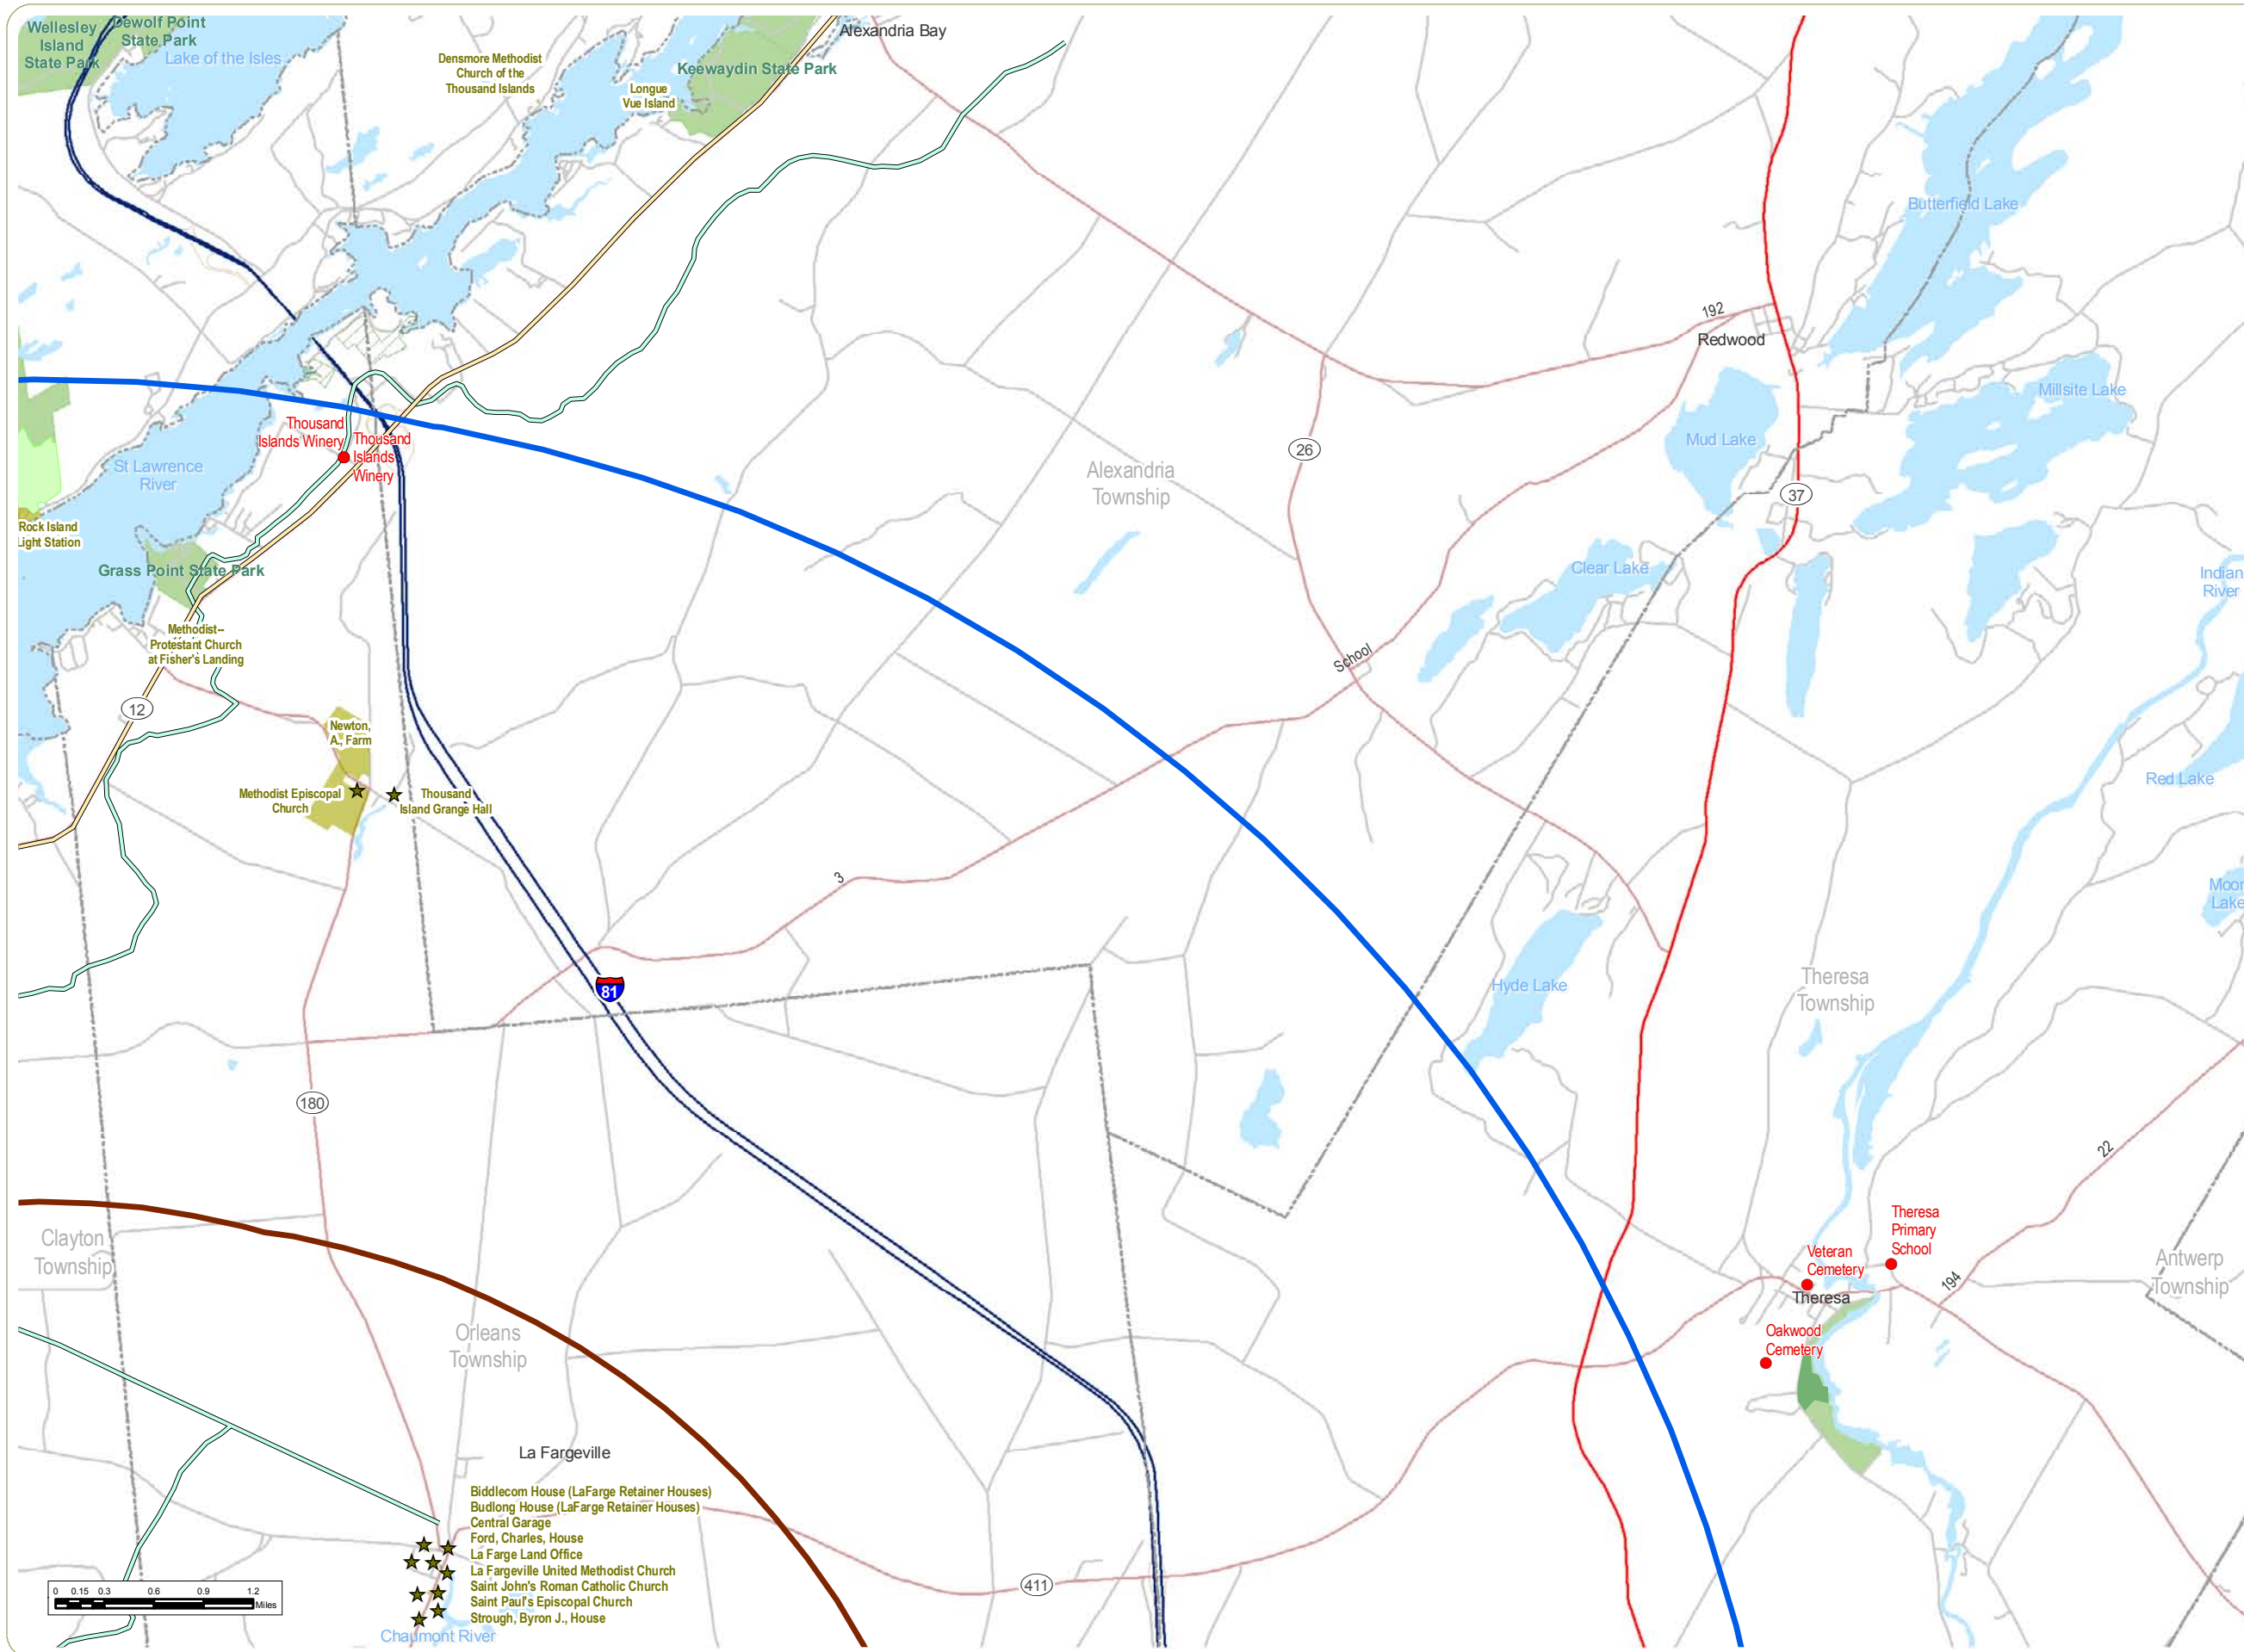 Wellesley
Island
State Park
Dewolf Point
State Park
Lake of the Isles
Densmore Methodist
Church of the
Thousand Islands
Longue
Vue Island
Keewaydin State Park
Alexandria Bay
Butterfield Lake
192
Redwood
Millsite Lake
Mud Lake
Thousand
Islands Winery
Thousand
Islands
Winery
St Lawrence
River
Alexandria
Township
26
37
Rock Island
Light Station
Grass Point State Park
Clear Lake
Indian
River
Methodist--
Protestant Church
at Fisher's Landing
School
12
Newton,
A., Farm
Red Lake
Methodist Episcopal
Church
Thousand
Island Grange Hall
3
Moon
Lake
81
Hyde Lake
Theresa
Township
180
22
Clayton
Township
Theresa
Primary
School
Veteran
Cemetery
Theresa
194
Antwerp
Township
Orleans
Township
Oakwood
Cemetery
La Fargeville
Biddlecom House (LaFarge Retainer Houses)
Budlong House (LaFarge Retainer Houses)
Central Garage
Ford, Charles, House
La Farge Land Office
La Fargeville United Methodist Church
Saint John's Roman Catholic Church
Saint Paul's Episcopal Church
Strough, Byron J., House
411
0 0.15 0.3 0.6 0.9 1.2
Miles
Chaumont River